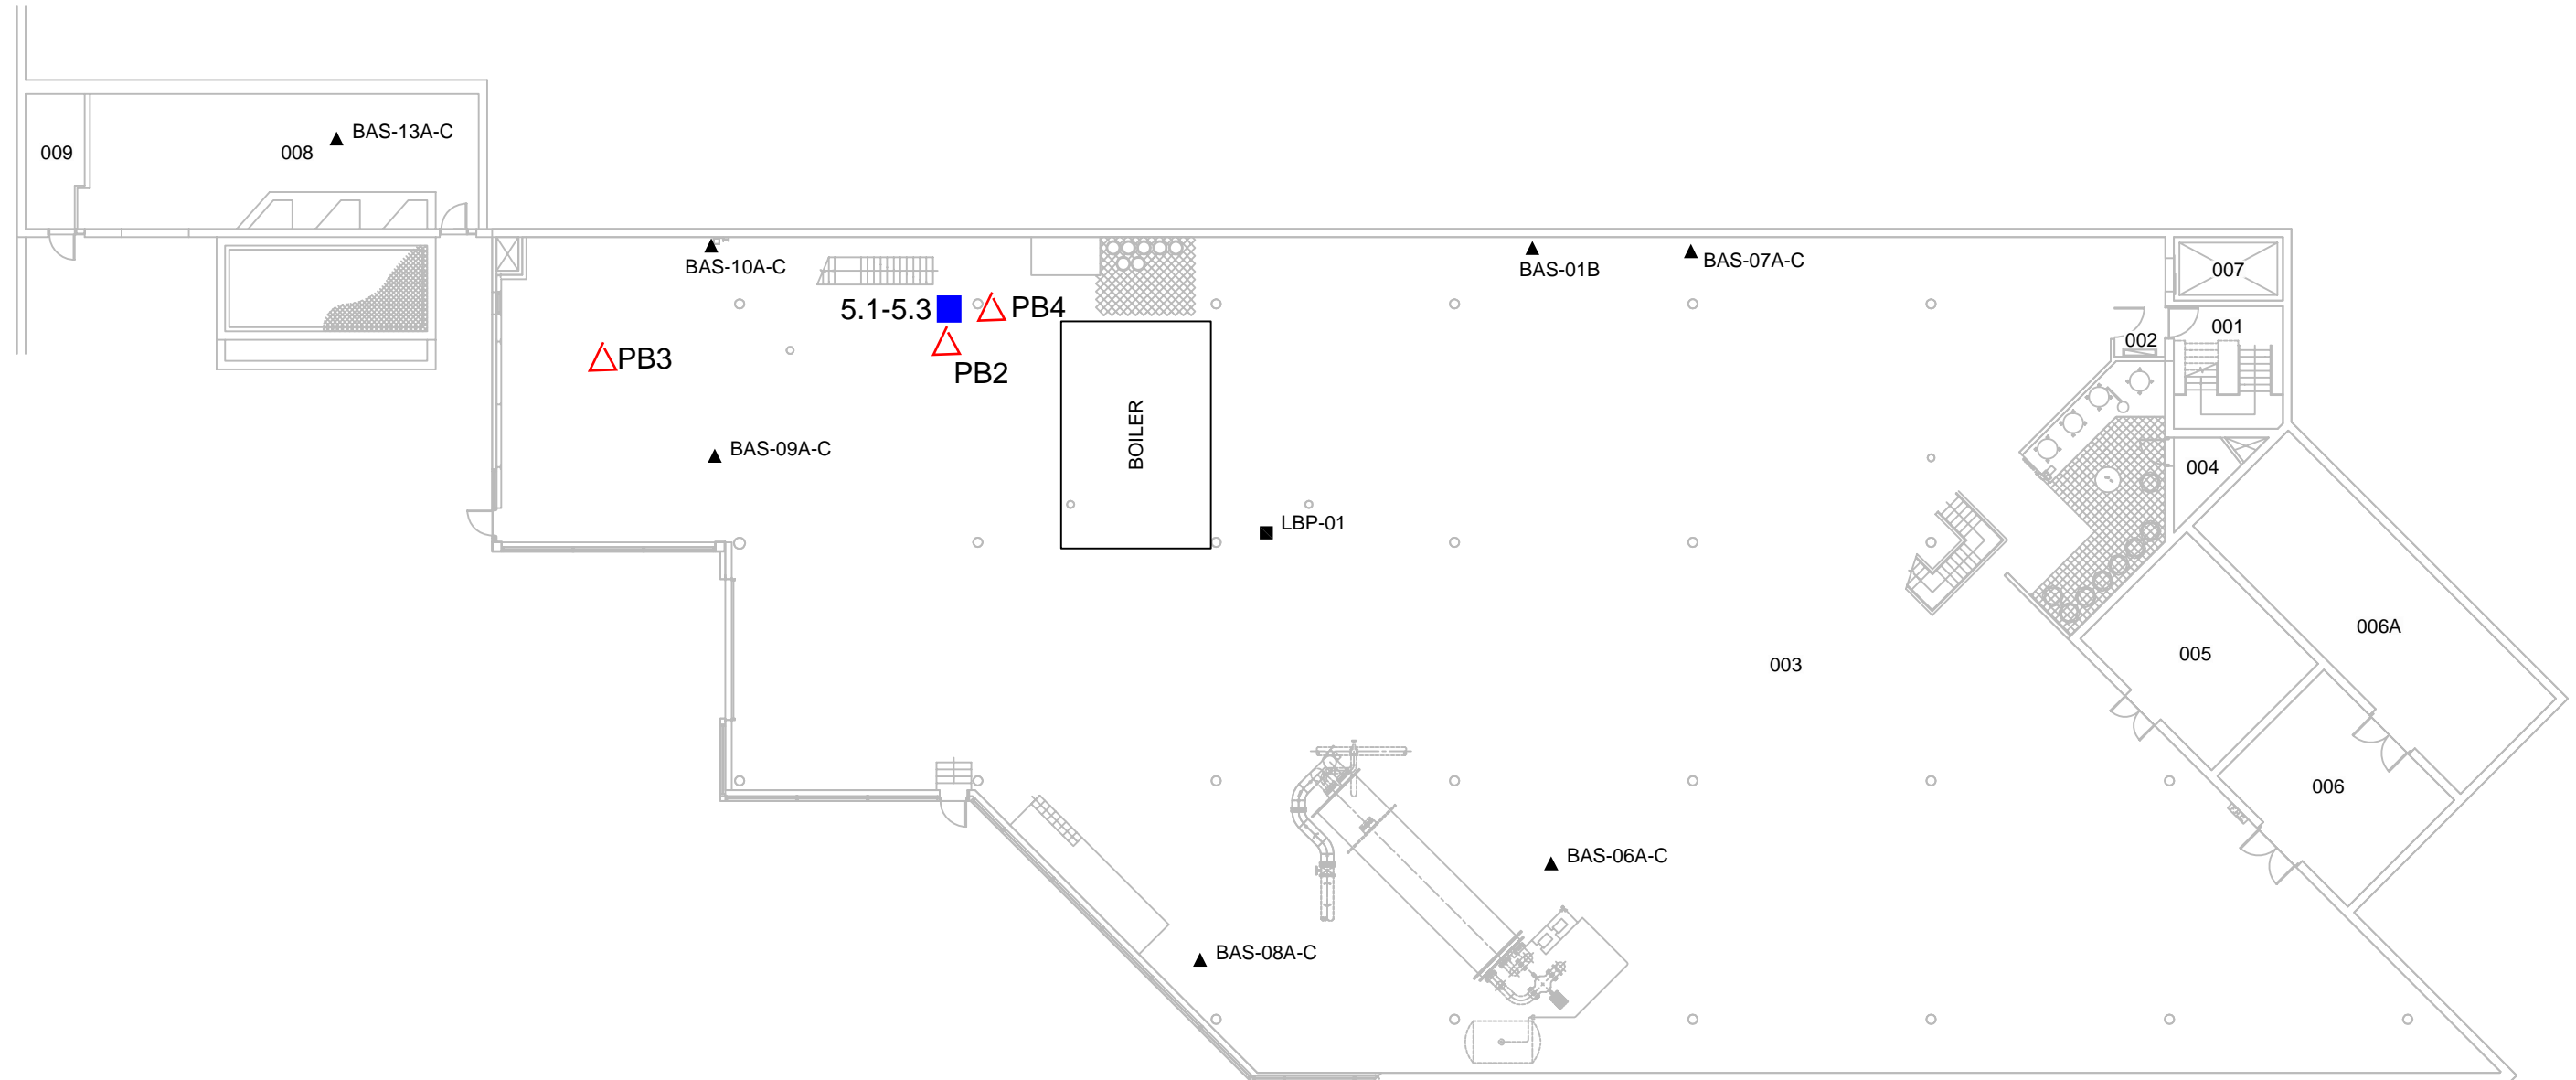 BAS-13A-C
009
008
BAS-10A-C
BAS-01B
BAS-07A-C
007
5.1-5.3
PB4
001
002
PB3
PB2
BOILER
BAS-09A-C
004
LBP-01
006A
005
003
006
BAS-06A-C
BAS-08A-C